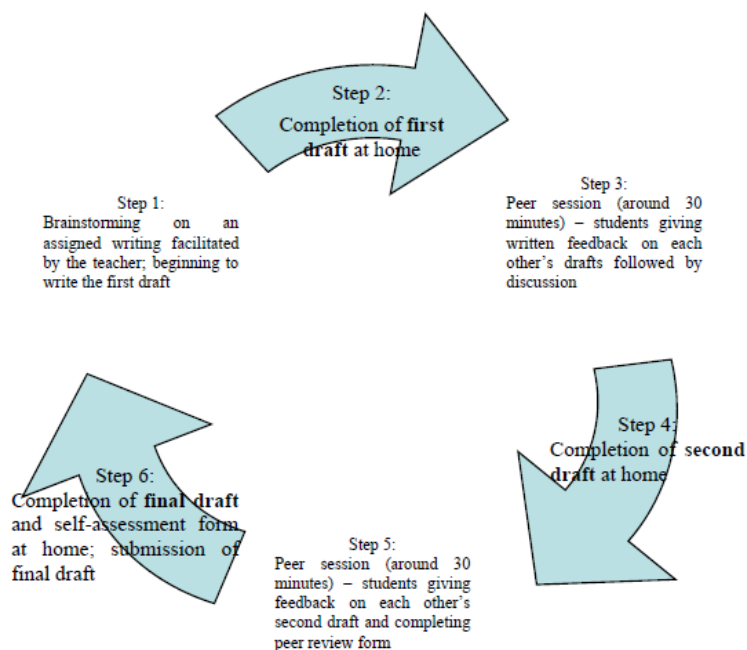 Step 1:
Brainstorming on an
assigned writing facilitated
by the teacher; beginning to
write the first draft
Step 2:
Completion of first
draft at home
Step 3:
Peer session (around 30
minutes) – students giving
written feedback on each
other's drafts followed by
discussion
Step 4:
Completion of second
draft at home
Step 5:
Peer session (around 30
minutes) – students giving
feedback on each other's
second draft and completing
peer review form
Step 6:
Completion of final draft
and self-assessment form
at home; submission of
final draft